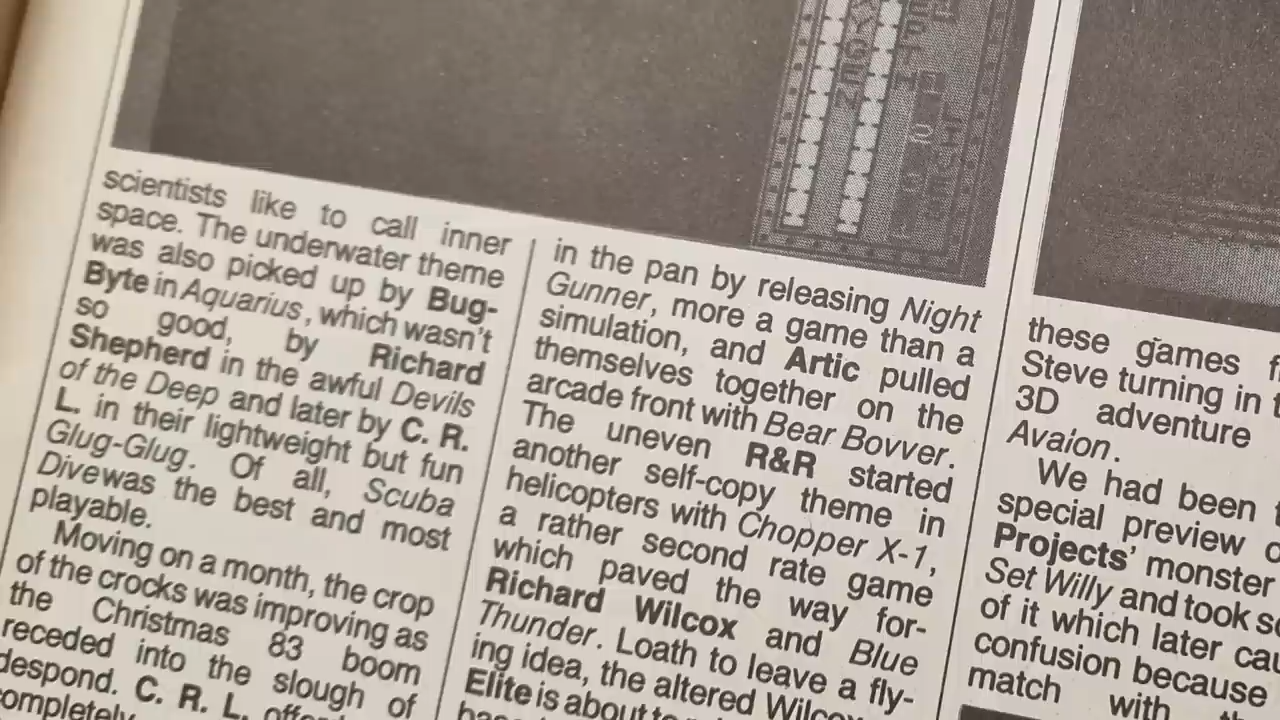 OXYGEN
scientists like to call inner
space. The underwater theme
was also picked up by Bug-
Byte in Aquarius, which wasn't
so good, by Richard
Shepherd in the awful Devils
of the Deep and later by C. R.
L. in their lightweight but fun
Glug-Glug. Of all, Scuba
Dive was the best and most
playable.
Moving on a month, the crop
of the crocks was improving as
the Christmas 83 boom
receded into the slough of
despond. C. R. L.
completely
in the pan by releasing Night
Gunner, more a game than a
simulation, and Artic pulled
themselves together on the
arcade front with Bear Bovver.
The uneven R&R started
another self-copy theme in
helicopters with Chopper X-1,
a rather second rate game
which paved the way for-
Richard Wilcox and Blue
Thunder. Loath to leave a fly-
ing idea, the altered Wilcox
Elite is about to
these games
Steve turning in
3D adventure
Avaion.
We had been
special preview
Projects' monster
Set Willy and took
of it which later
confusion because
match with